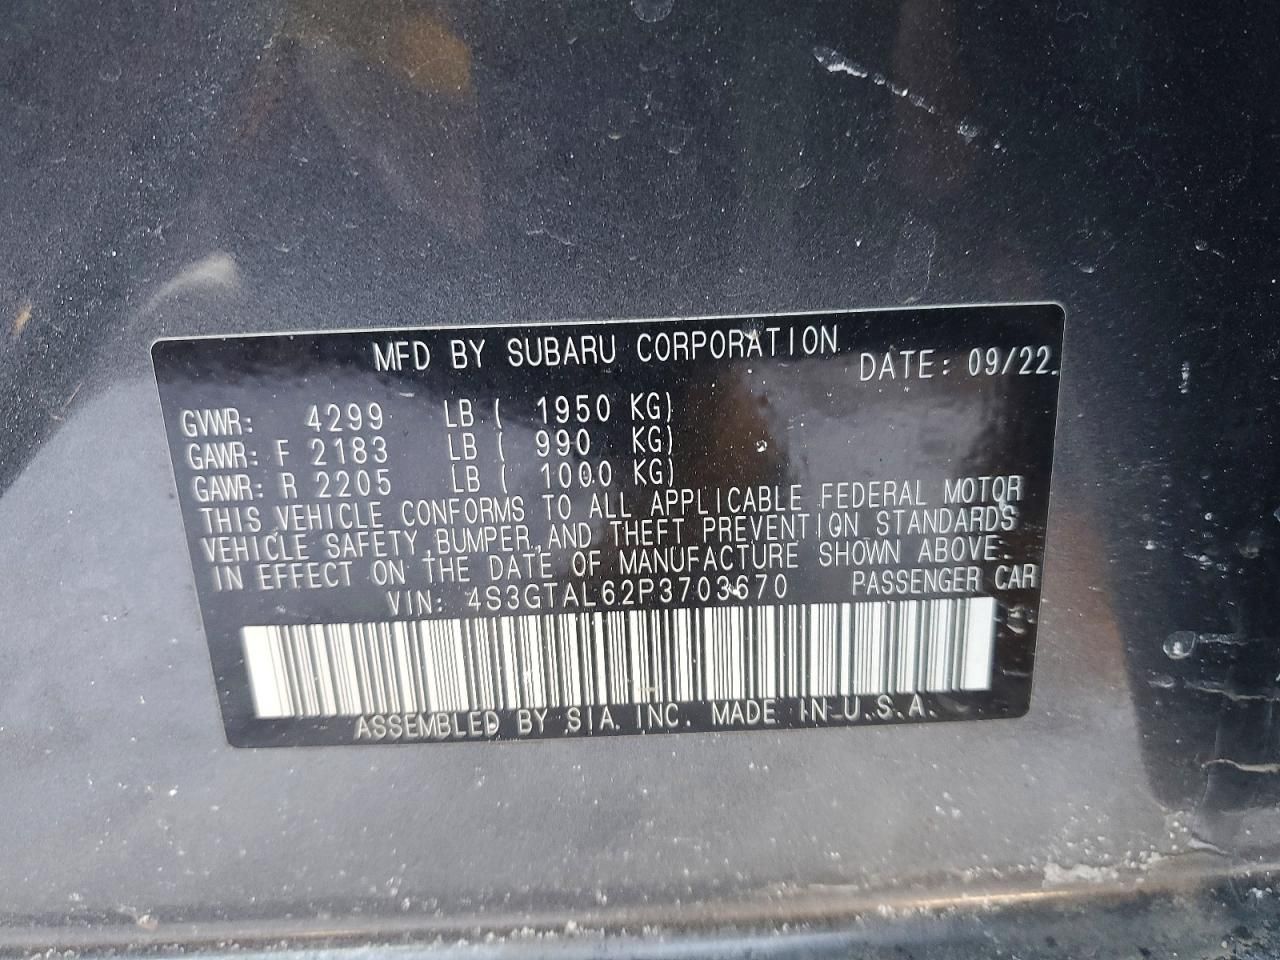 MFD BY SUBARU CORPORATION DATE: 09/22
GVWR: 4299 LB ( 1950 KG)
GAWR: F 2183 LB ( 990 KG)
GAWR: R 2205 LB ( 1000 KG)
THIS VEHICLE CONFORMS TO ALL APPLICABLE FEDERAL MOTOR
VEHICLE SAFETY, BUMPER, AND THEFT PREVENTION STANDARDS
IN EFFECT ON THE DATE OF MANUFACTURE SHOWN ABOVE.
VIN: 4S3GTAL62P3703670 PASSENGER CAR
ASSEMBLED BY SIA. INC. MADE IN U.S.A.